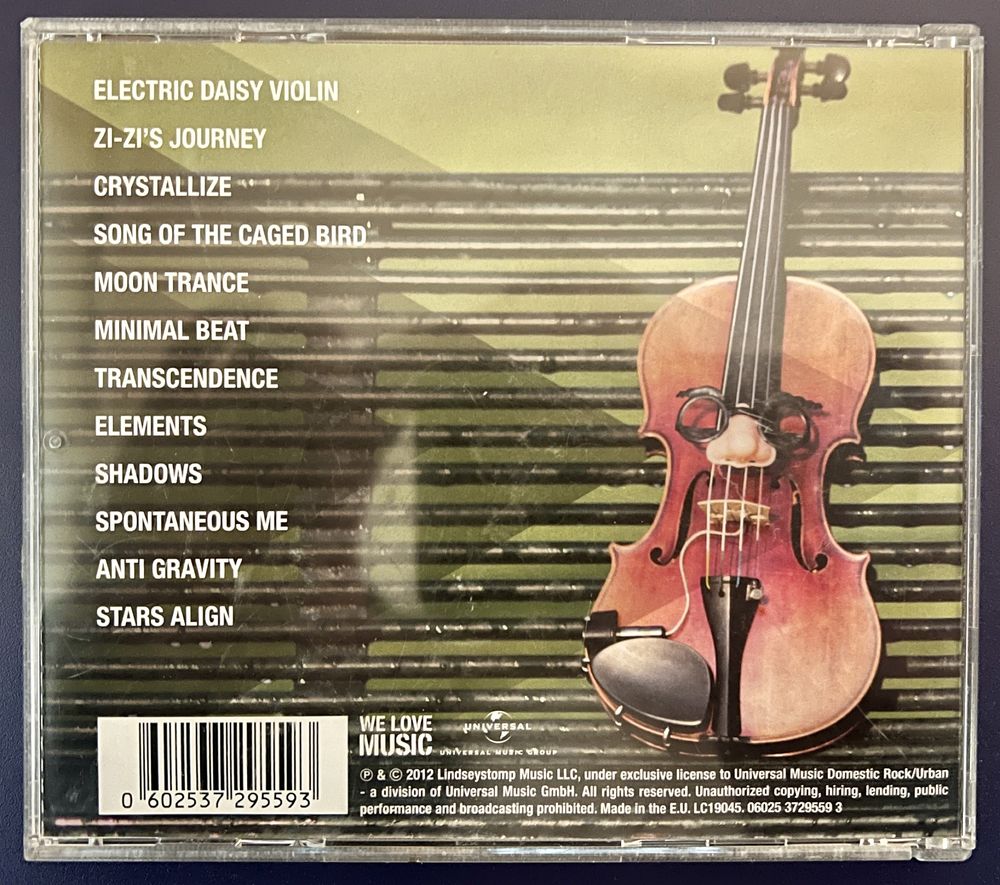 ELECTRIC DAISY VIOLIN
ZI-ZI'S JOURNEY
CRYSTALLIZE
SONG OF THE CAGED BIRD
MOON TRANCE
MINIMAL BEAT
TRANSCENDENCE
ELEMENTS
SHADOWS
SPONTANEOUS ME
ANTI GRAVITY
STARS ALIGN
0 602537 295593
WE LOVE
MUSIC
UNIVERSAL
UNIVERSAL MUSIC GROUP
℗ & © 2012 Lindseystomp Music LLC, under exclusive license to Universal Music Domestic Rock/Urban
- a division of Universal Music GmbH. All rights reserved. Unauthorized copying, hiring, lending, public
performance and broadcasting prohibited. Made in the E.U. LC19045. 06025 3729559 3